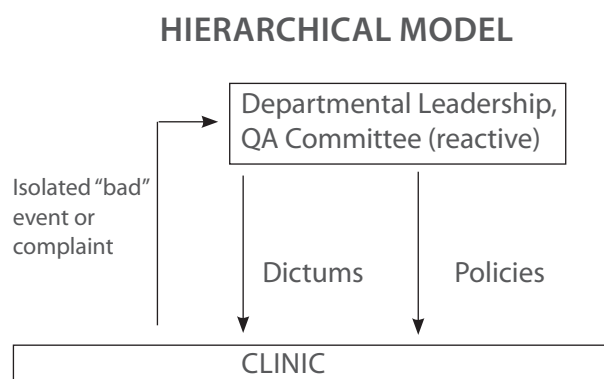 HIERARCHICAL MODEL
Departmental Leadership,
QA Committee (reactive)
Isolated “bad”
event or
complaint
Dictums
Policies
CLINIC